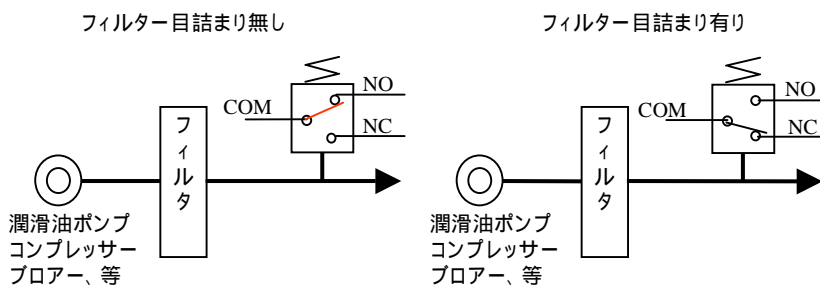 フィルター目詰まり無し
COM
NO
NC
フィルタ
潤滑油ポンプ
コンプレッサー
ブロアー、等
フィルター目詰まり有り
COM
NO
NC
フィルタ
潤滑油ポンプ
コンプレッサー
ブロアー、等